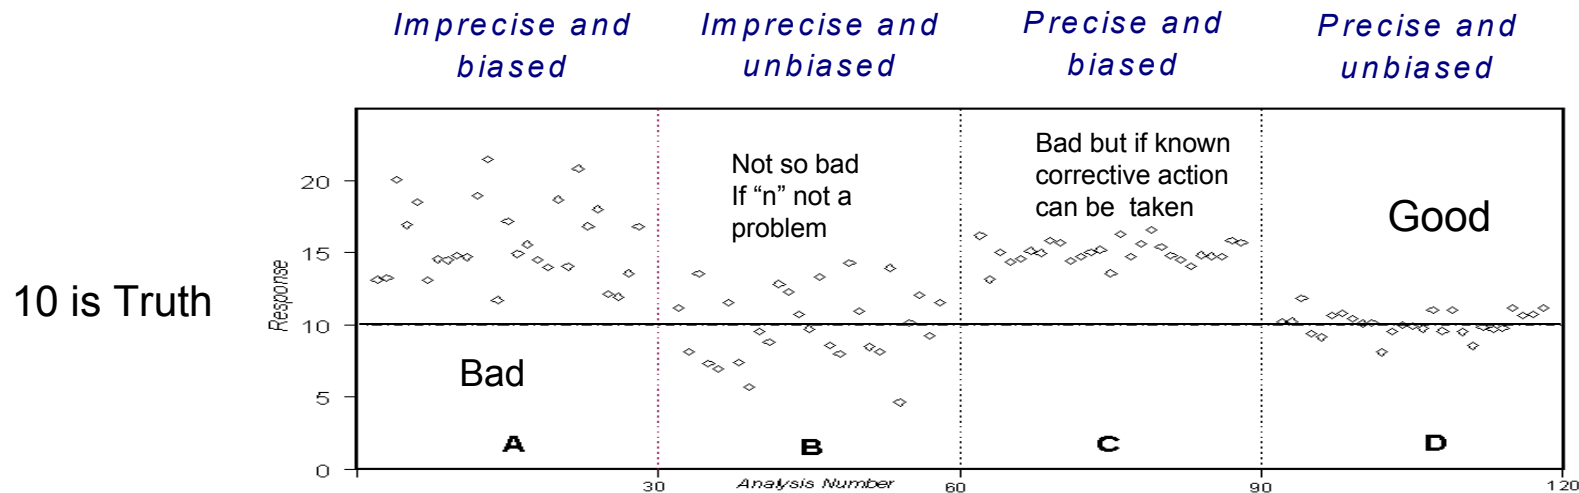 Imprecise and
biased
Imprecise and
unbiased
Precise and
biased
Precise and
unbiased
10 is Truth
Response
20
15
10
5
0
Bad
A
Not so bad
If “n” not a
problem
B
Bad but if known
corrective action
can be taken
C
Good
D
30
Analysis Number
60
90
120